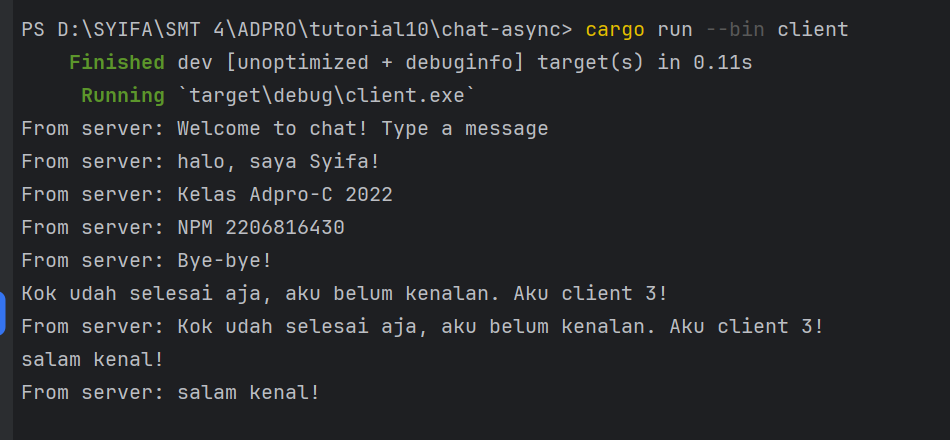 PS D:\SYIFA\SMT 4\ADPRO\tutorial10\chat-async> cargo run --bin client
Finished dev [unoptimized + debuginfo] target(s) in 0.11s
Running `target\debug\client.exe`
From server: Welcome to chat! Type a message
From server: halo, saya Syifa!
From server: Kelas Adpro-C 2022
From server: NPM 2206816430
From server: Bye-bye!
Kok udah selesai aja, aku belum kenalan. Aku client 3!
From server: Kok udah selesai aja, aku belum kenalan. Aku client 3!
salam kenal!
From server: salam kenal!